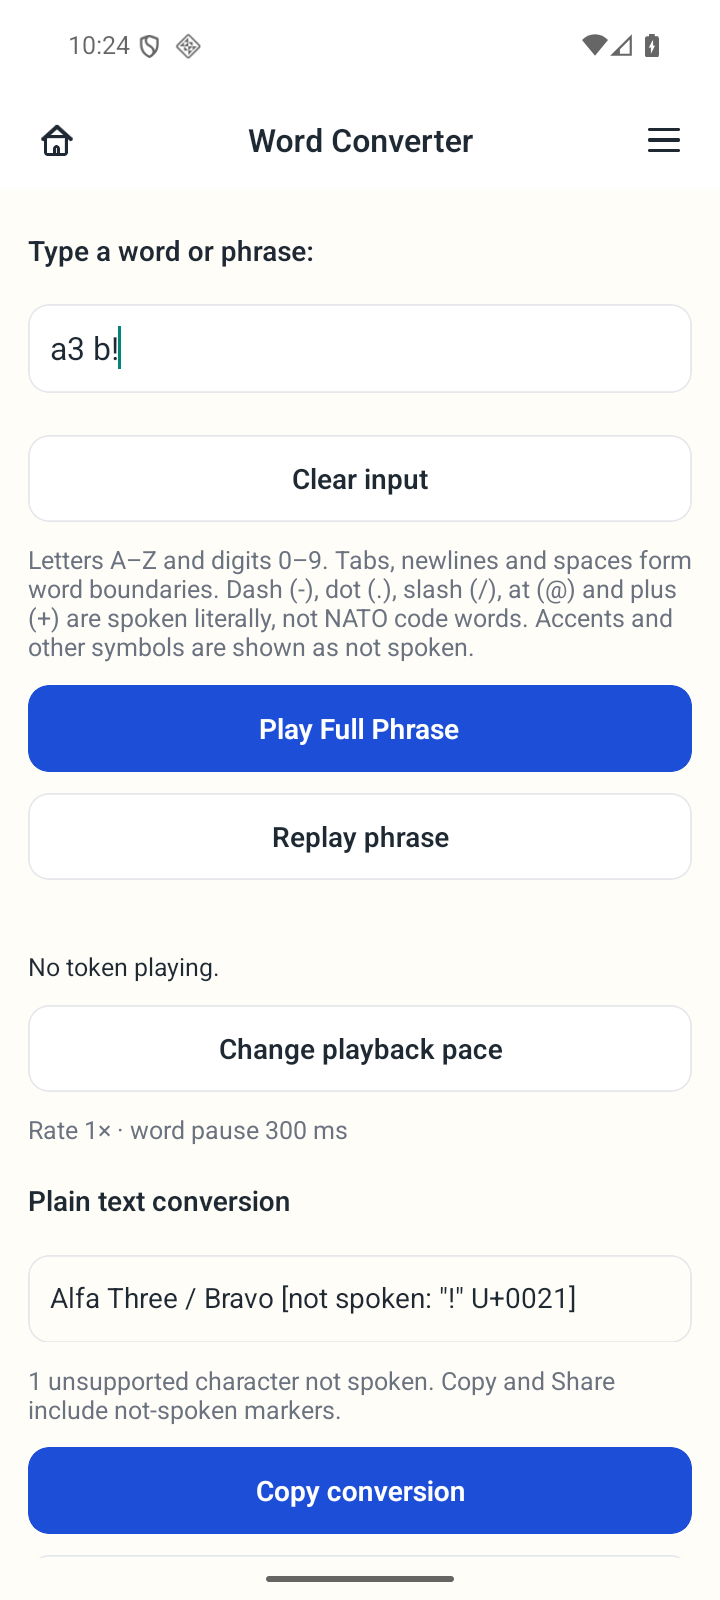 10:24
Word Converter
Type a word or phrase:
a3 b!
Clear input
Letters A–Z and digits 0–9. Tabs, newlines and spaces form
word boundaries. Dash (-), dot (.), slash (/), at (@) and plus
(+) are spoken literally, not NATO code words. Accents and
other symbols are shown as not spoken.
Play Full Phrase
Replay phrase
No token playing.
Change playback pace
Rate 1× · word pause 300 ms
Plain text conversion
Alfa Three / Bravo [not spoken: "!" U+0021]
1 unsupported character not spoken. Copy and Share
include not-spoken markers.
Copy conversion